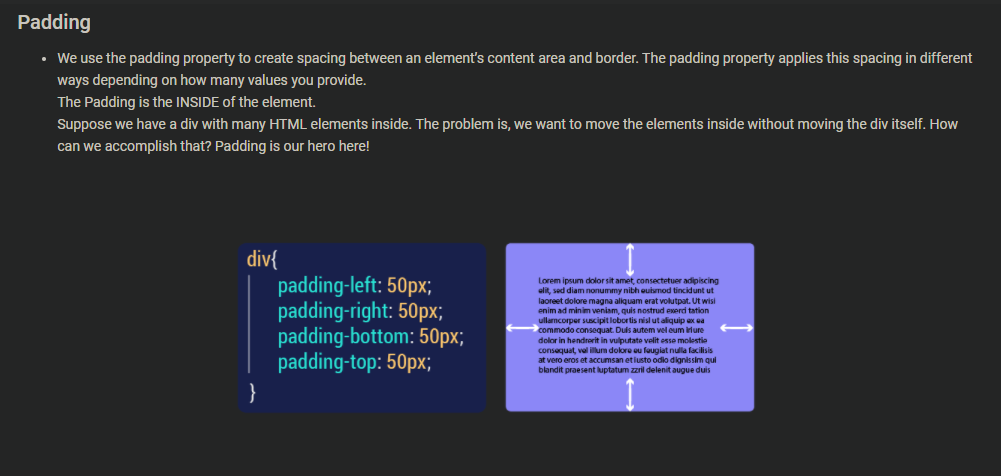 Padding
• We use the padding property to create spacing between an element's content area and border. The padding property applies this spacing in different
ways depending on how many values you provide.
The Padding is the INSIDE of the element.
Suppose we have a div with many HTML elements inside. The problem is, we want to move the elements inside without moving the div itself. How
can we accomplish that? Padding is our hero here!
div{
padding-left: 50px;
padding-right: 50px;
padding-bottom: 50px;
padding-top: 50px;
}
Lorem ipsum dolor sit amet, consectetuer adipiscing
elit, sed diam nonummy nibh euismod tincidunt ut
laoreet dolore magna aliquam erat volutpat. Ut wisi
enim ad minim veniam, quis nostrud exerci tation
ullamcorper suscipit lobortis nisl ut aliquip ex ea
commodo consequat. Duis autem vel eum iriure
dolor in hendrerit in vulputate velit esse molestie
consequat, vel illum dolore eu feugiat nulla facilisis
at vero eros et accumsan et iusto odio dignissim qui
blandit praesent luptatum zzril delenit augue duis